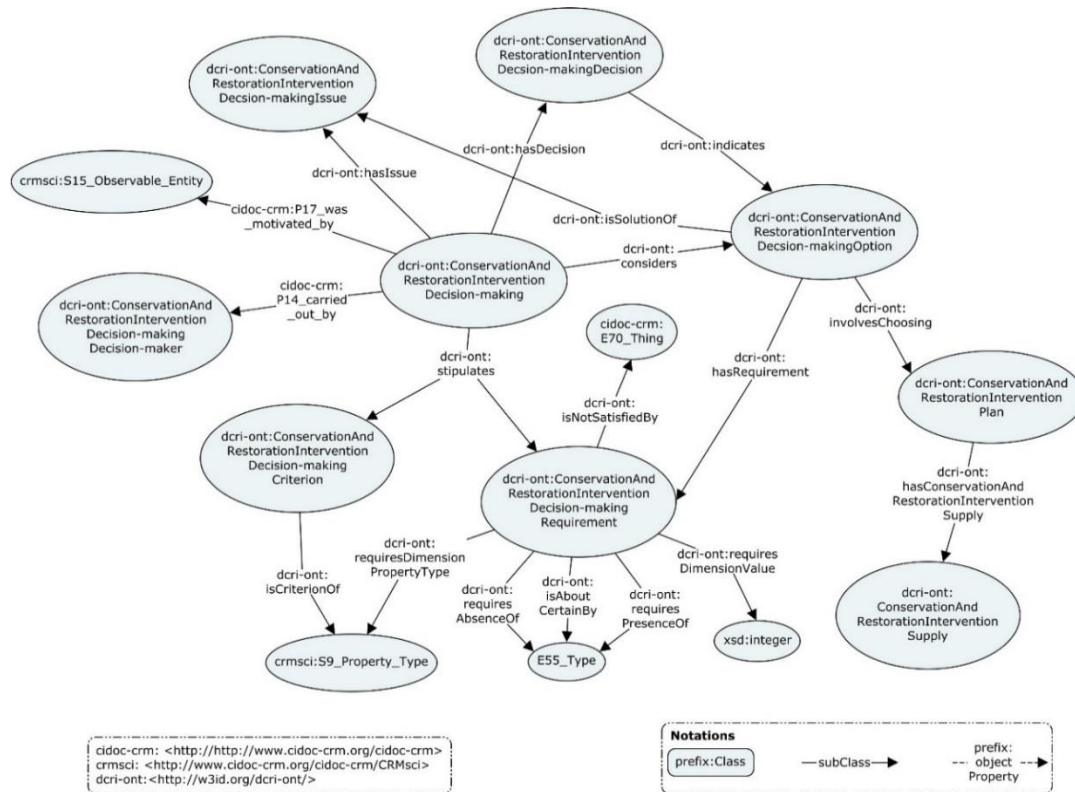 dcri-ont:ConservationAnd
RestorationIntervention
Decsion-makingDecision
dcri-ont:ConservationAnd
RestorationIntervention
Decsion-makingIssue
dcri-ont:hasDecision
dcri-ont:indicates
dcri-ont:hasIssue
crmsci:S15_Observable_Entity
cidoc-crm:P17_was
_motivated_by
dcri-ont:isSolutionOf
dcri-ont:ConservationAnd
RestorationIntervention
Decsion-makingOption
dcri-ont:
considers
dcri-ont:ConservationAnd
RestorationIntervention
Decision-making
cidoc-crm:
P14_carried
_out_by
dcri-ont:ConservationAnd
RestorationIntervention
Decision-making
Decision-maker
cidoc-crm:
E70_Thing
dcri-ont:
involvesChoosing
dcri-ont:
stipulates
dcri-ont:
hasRequirement
dcri-ont:
isNotSatisfiedBy
dcri-ont:ConservationAnd
RestorationIntervention
Plan
dcri-ont:ConservationAnd
RestorationIntervention
Decision-making
Criterion
dcri-ont:ConservationAnd
RestorationIntervention
Decision-making
Requirement
dcri-ont:
hasConservationAnd
RestorationIntervention
Supply
dcri-ont:
isCriterionOf
dcri-ont:
requiresDimension
PropertyType
dcri-ont:
requires
AbsenceOf
dcri-ont:
isAbout
CertainBy
dcri-ont:
requires
PresenceOf
dcri-ont:requires
DimensionValue
dcri-ont:
ConservationAnd
RestorationIntervention
Supply
crmsci:S9_Property_Type
E55_Type
xsd:integer
cidoc-crm: <http://http://www.cidoc-crm.org/cidoc-crm>
crmsci: <http://www.cidoc-crm.org/cidoc-crm/CRMsci>
dcri-ont:<http://w3id.org/dcri-ont/>
Notations
prefix:Class
subClass
prefix:
object
Property